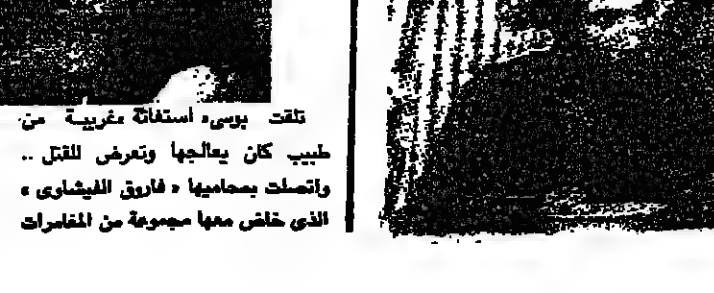 تلقت بوسى، استغاثة مغربية من
طبيب كان يعالجها وتعرض للقتل ..
واتصلت بمحاميها « فاروق الفيشاوى »
الذى خاض معها مجموعة من المغامرات